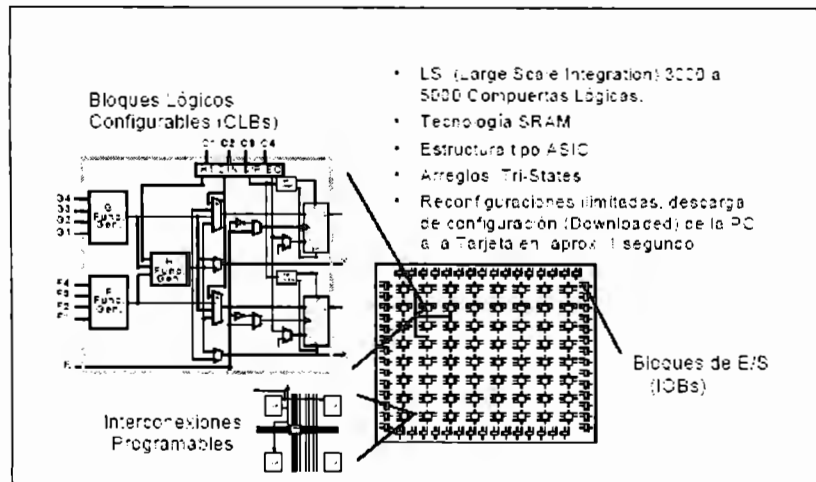 • LSI (Large Scale Integration) 3000 a
5000 Compuertas Lógicas.
• Tecnología SRAM
• Estructura tipo ASIC
• Arreglos Tri-States
• Reconfiguraciones ilimitadas, descarga
de configuración (Downloaded) de la PC
a la Tarjeta en aprox. 1 segundo
Bloques Lógicos
Configurables (CLBs)
C1 C2 C3 C4
G4
G3
G2
G1
G
Func.
Gen.
H
Func.
Gen.
F4
F3
F2
F1
F
Func.
Gen.
Bloques de E/S
(IOBs)
Interconexiones
Programables